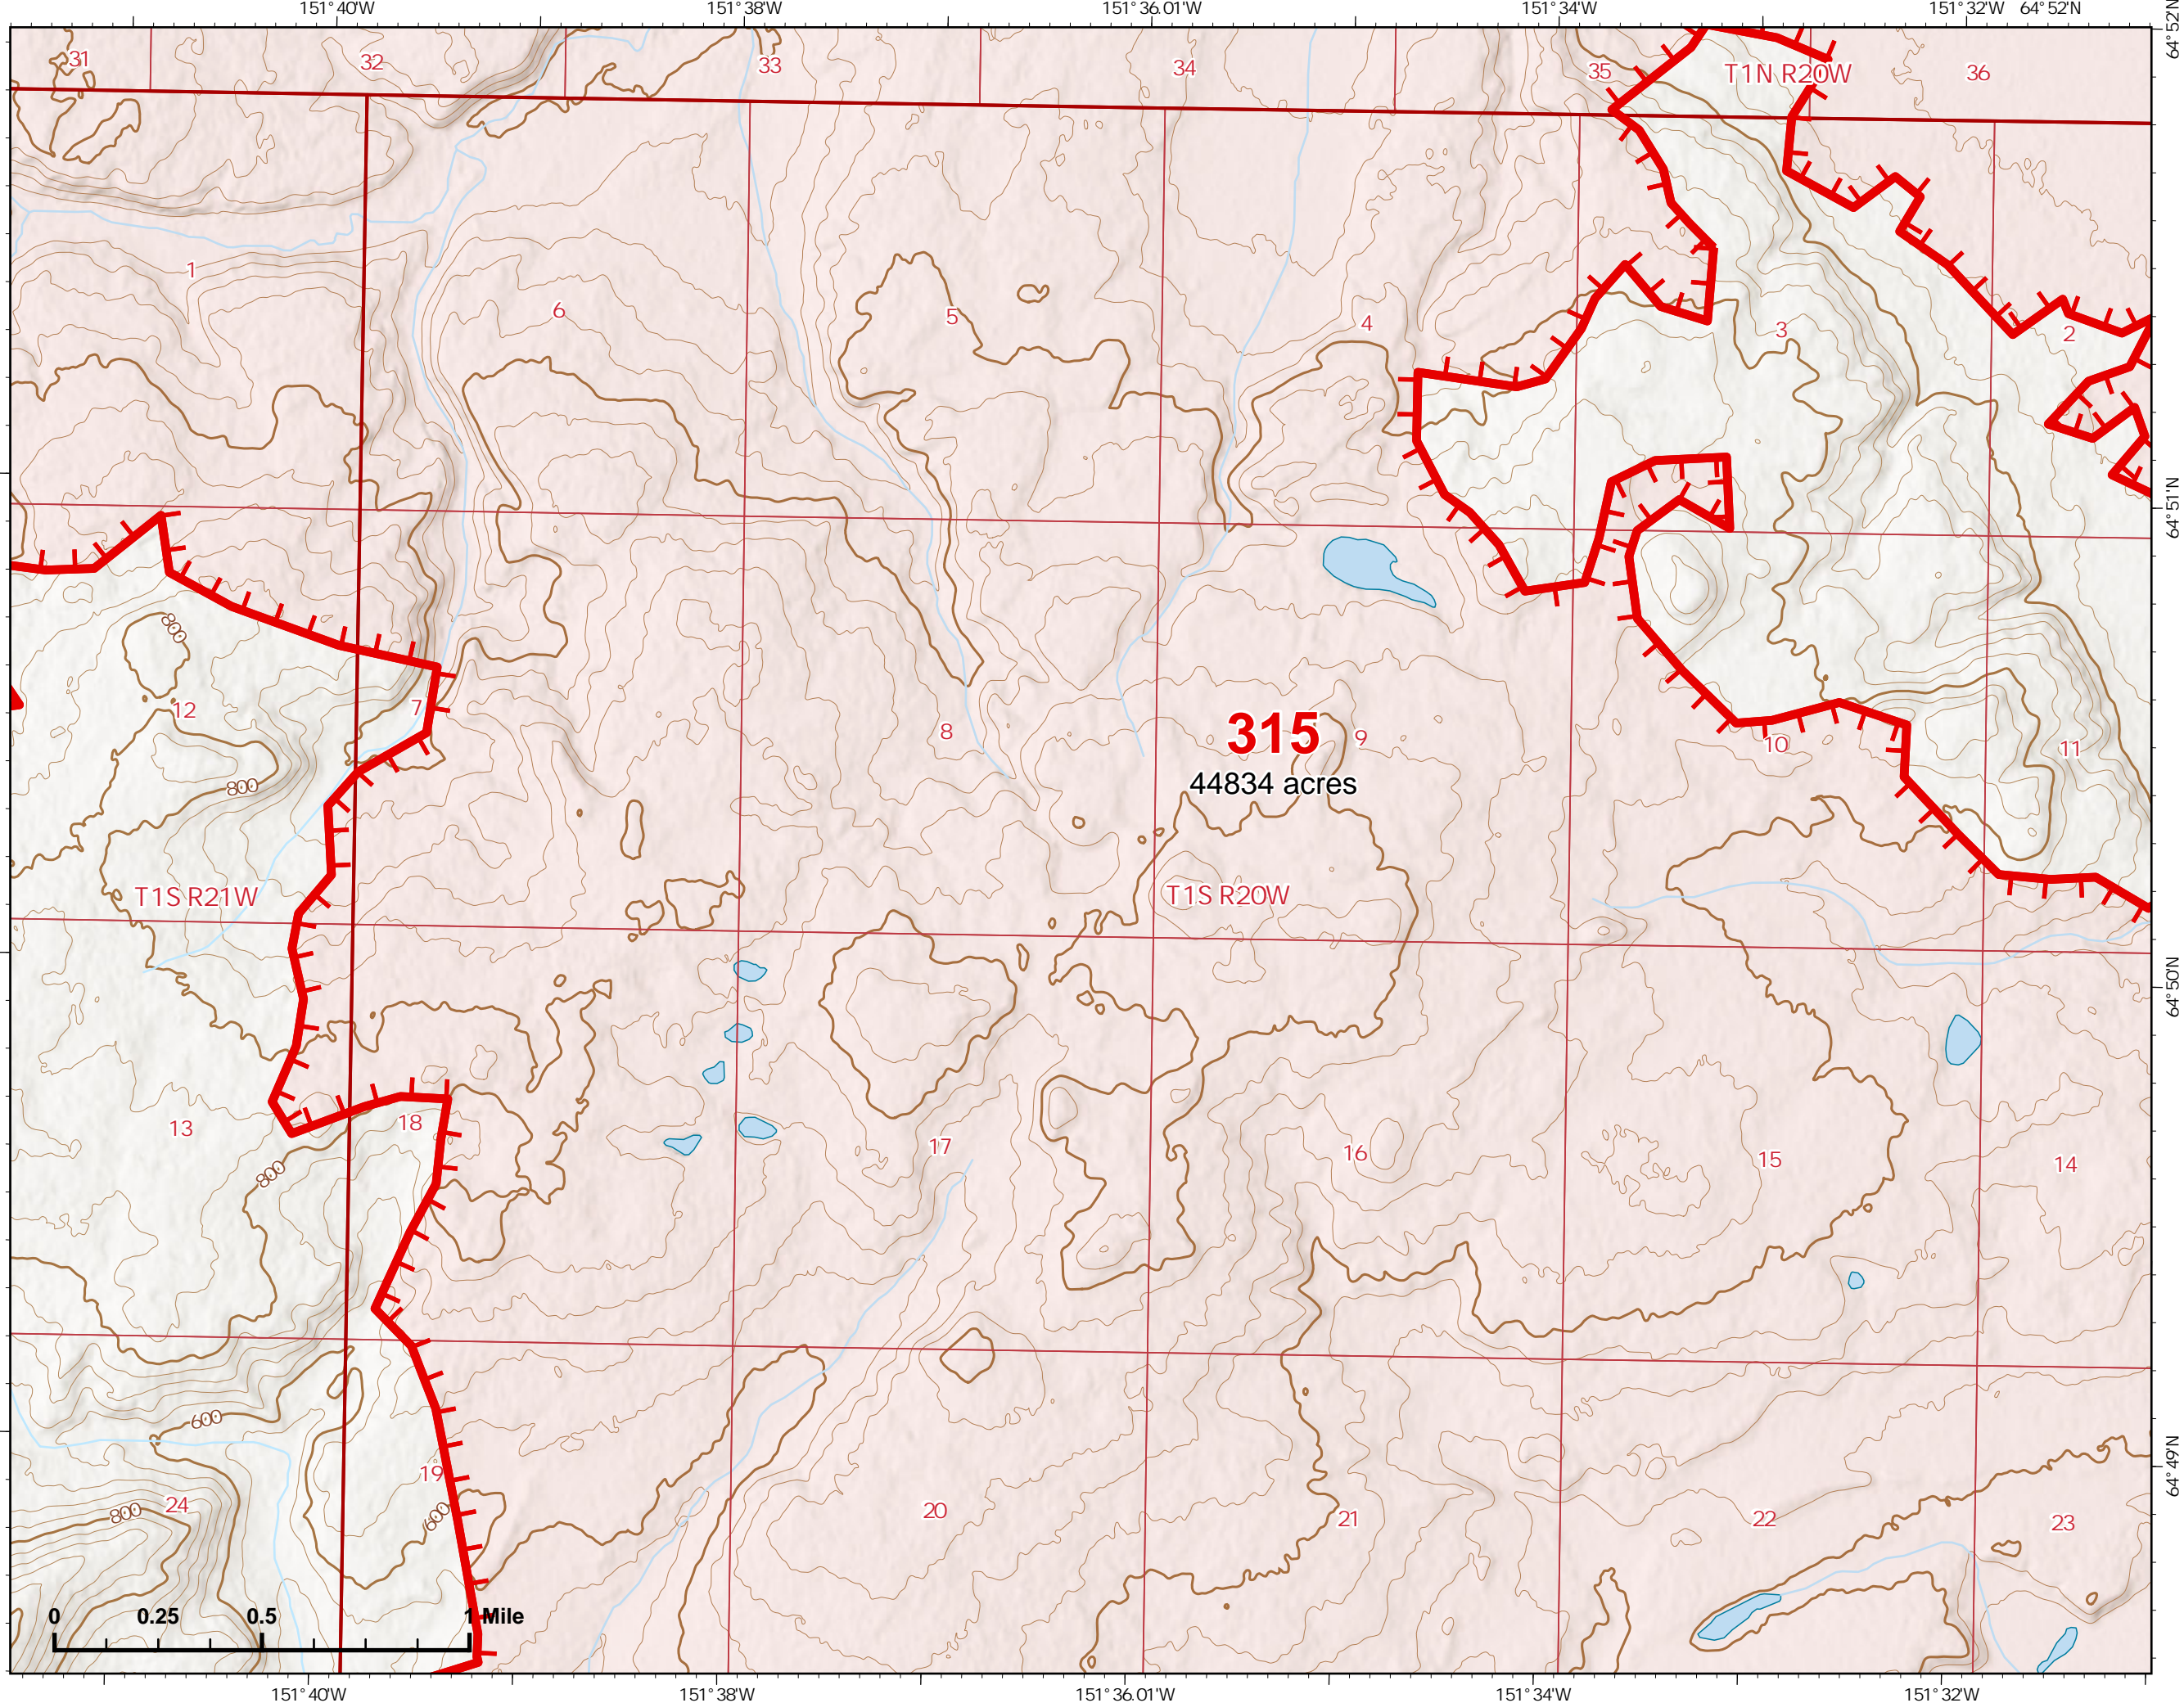 151°40'W 151°38'W 151°36.01'W 151°34'W 151°32'W 64°52'N
64°52'N
31 32 33 34 35 T1N R20W 36
1 6 5 4 3 2
64°51'N
800
12 7 8 315 9 10 11
800 44834 acres
T1S R21W T1S R20W
64°50'N
13 18 17 16 15 14
800
600
19
24 800 600 20 21 22 23
64°49'N
0 0.25 0.5 1 Mile
151°40'W 151°38'W 151°36.01'W 151°34'W 151°32'W